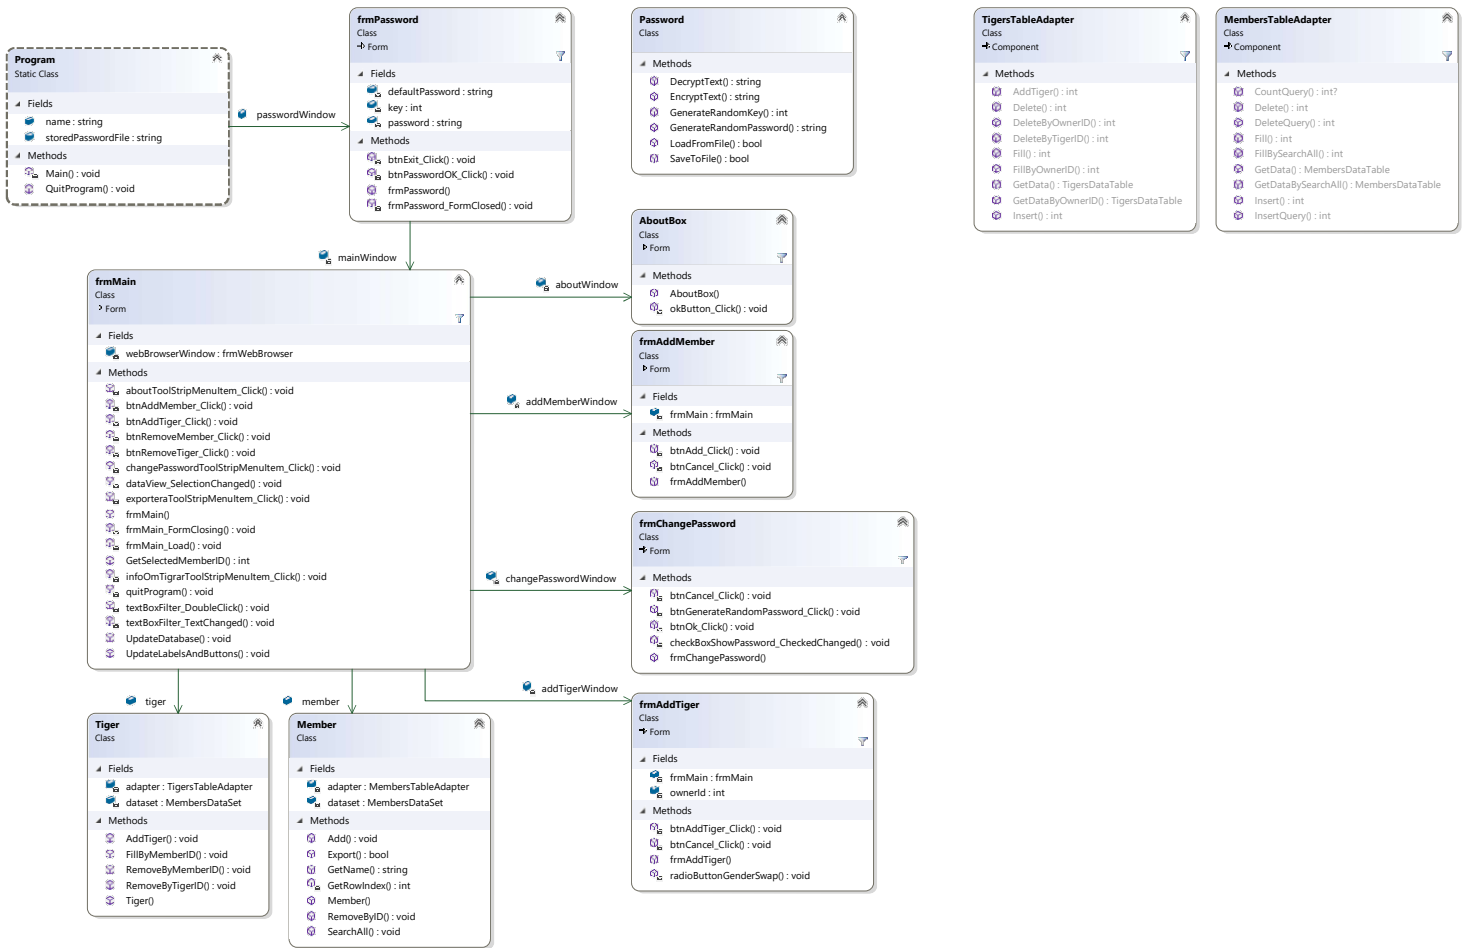 Program
Static Class
Fields
name : string
storedPasswordFile : string
Methods
Main() : void
QuitProgram() : void
passwordWindow
frmPassword
Class
Form
Fields
defaultPassword : string
key : int
password : string
Methods
btnExit_Click() : void
btnPasswordOK_Click() : void
frmPassword()
frmPassword_FormClosed() : void
Password
Class
Methods
DecryptText() : string
EncryptText() : string
GenerateRandomKey() : int
GenerateRandomPassword() : string
LoadFromFile() : bool
SaveToFile() : bool
TigersTableAdapter
Class
Component
Methods
AddTiger() : int
Delete() : int
DeleteByOwnerID() : int
DeleteByTigerID() : int
Fill() : int
FillByOwnerID() : int
GetData() : TigersDataTable
GetDataByOwnerID() : TigersDataTable
Insert() : int
MembersTableAdapter
Class
Component
Methods
CountQuery() : int?
Delete() : int
DeleteQuery() : int
Fill() : int
FillBySearchAll() : int
GetData() : MembersDataTable
GetDataBySearchAll() : MembersDataTable
Insert() : int
InsertQuery() : int
mainWindow
frmMain
Class
Form
Fields
webBrowserWindow : frmWebBrowser
Methods
aboutToolStripMenuItem_Click() : void
btnAddMember_Click() : void
btnAddTiger_Click() : void
btnRemoveMember_Click() : void
btnRemoveTiger_Click() : void
changePasswordToolStripMenuItem_Click() : void
dataView_SelectionChanged() : void
exporteraToolStripMenuItem_Click() : void
frmMain()
frmMain_FormClosing() : void
frmMain_Load() : void
GetSelectedMemberID() : int
infoOmTigrarToolStripMenuItem_Click() : void
quitProgram() : void
textBoxFilter_DoubleClick() : void
textBoxFilter_TextChanged() : void
UpdateDatabase() : void
UpdateLabelsAndButtons() : void
aboutWindow
AboutBox
Class
Form
Methods
AboutBox()
okButton_Click() : void
addMemberWindow
frmAddMember
Class
Form
Fields
frmMain : frmMain
Methods
btnAdd_Click() : void
btnCancel_Click() : void
frmAddMember()
changePasswordWindow
frmChangePassword
Class
Form
Methods
btnCancel_Click() : void
btnGenerateRandomPassword_Click() : void
btnOk_Click() : void
checkBoxShowPassword_CheckedChanged() : void
frmChangePassword()
tiger
Tiger
Class
Fields
adapter : TigersTableAdapter
dataset : MembersDataSet
Methods
AddTiger() : void
FillByMemberID() : void
RemoveByMemberID() : void
RemoveByTigerID() : void
Tiger()
member
Member
Class
Fields
adapter : MembersTableAdapter
dataset : MembersDataSet
Methods
Add() : void
Export() : bool
GetName() : string
GetRowIndex() : int
Member()
RemoveByID() : void
SearchAll() : void
addTigerWindow
frmAddTiger
Class
Form
Fields
frmMain : frmMain
ownerId : int
Methods
btnAddTiger_Click() : void
btnCancel_Click() : void
frmAddTiger()
radioButtonGenderSwap() : void